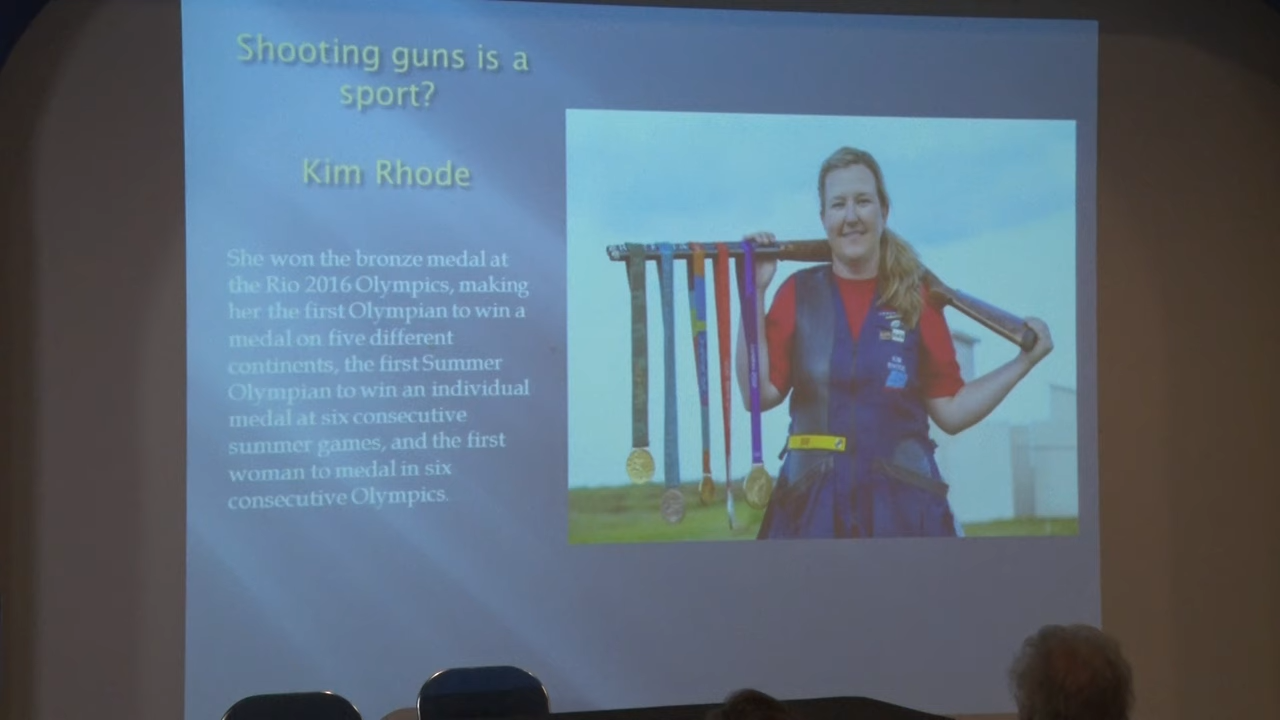 Shooting guns is a
sport?
Kim Rhode
She won the bronze medal at
the Rio 2016 Olympics, making
her the first Olympian to win a
medal on five different
continents, the first Summer
Olympian to win an individual
medal at six consecutive
summer games, and the first
woman to medal in six
consecutive Olympics.